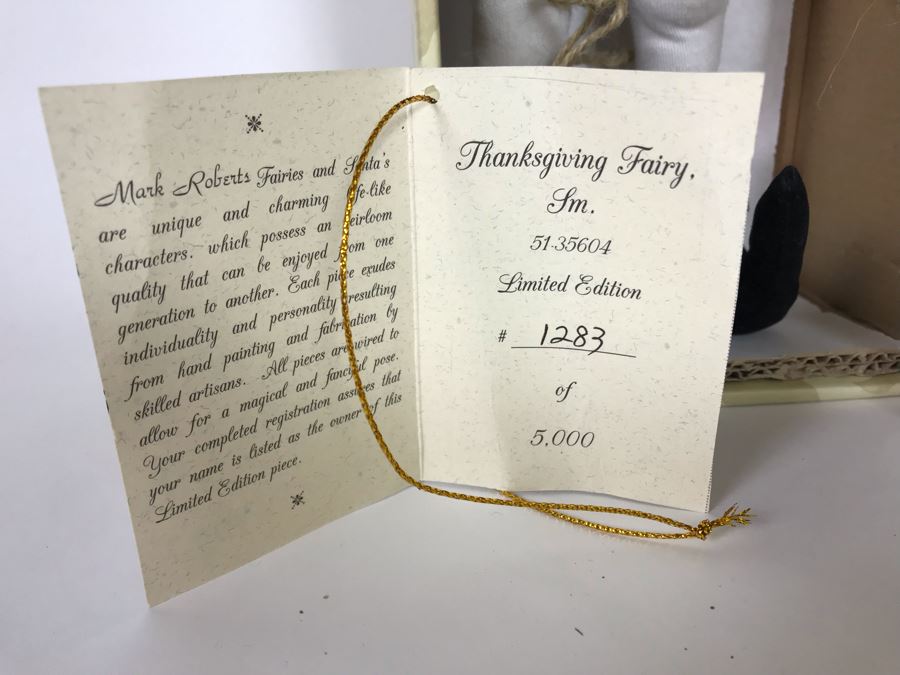 Mark Roberts Fairies and Santa's
are unique and charming life-like
characters. which possess an heirloom
quality that can be enjoyed from one
generation to another. Each piece exudes
individuality and personality resulting
from hand painting and fabrication by
skilled artisans. All pieces are wired to
allow for a magical and fanciful pose.
Your completed registration assures that
your name is listed as the owner of this
Limited Edition piece.
Thanksgiving Fairy,
Sm.
51-35604
Limited Edition
# 1283
of
5,000